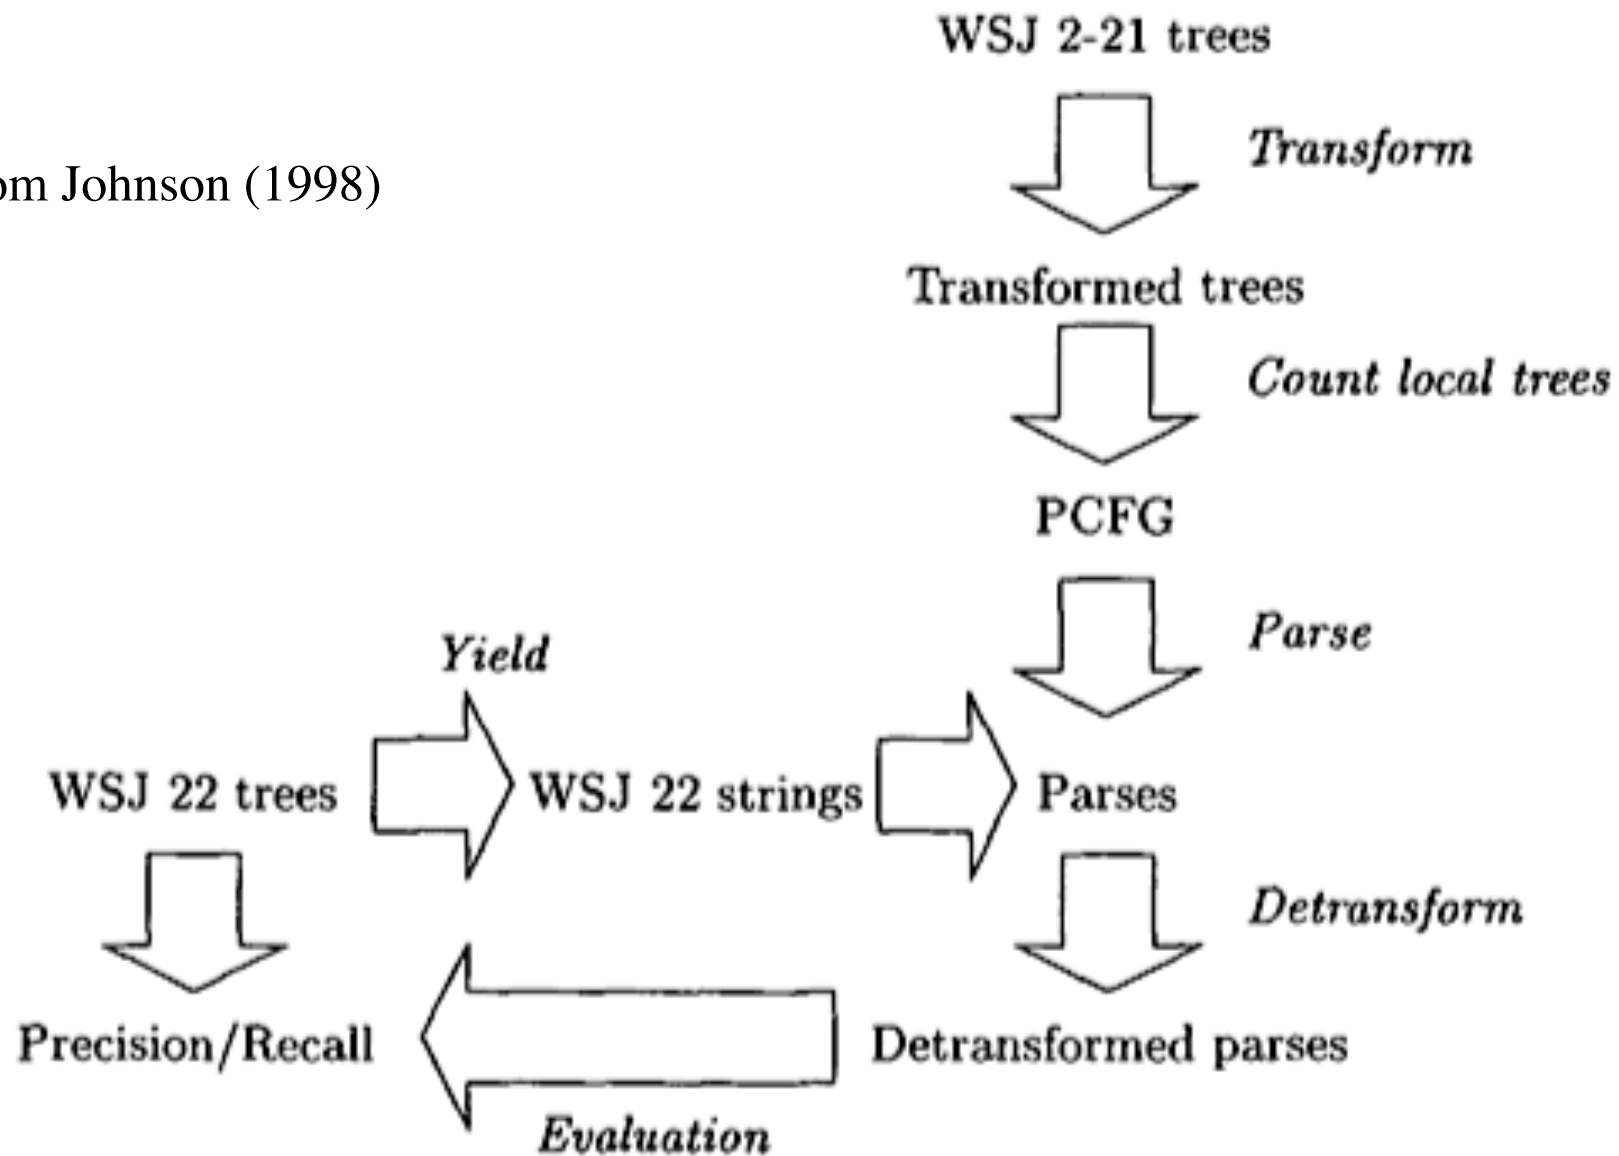 WSJ 2-21 trees
Transform
om Johnson (1998)
Transformed trees
Count local trees
PCFG
Parse
Yield
WSJ 22 trees
WSJ 22 strings
Parses
Detransform
Precision/Recall
Detransformed parses
Evaluation